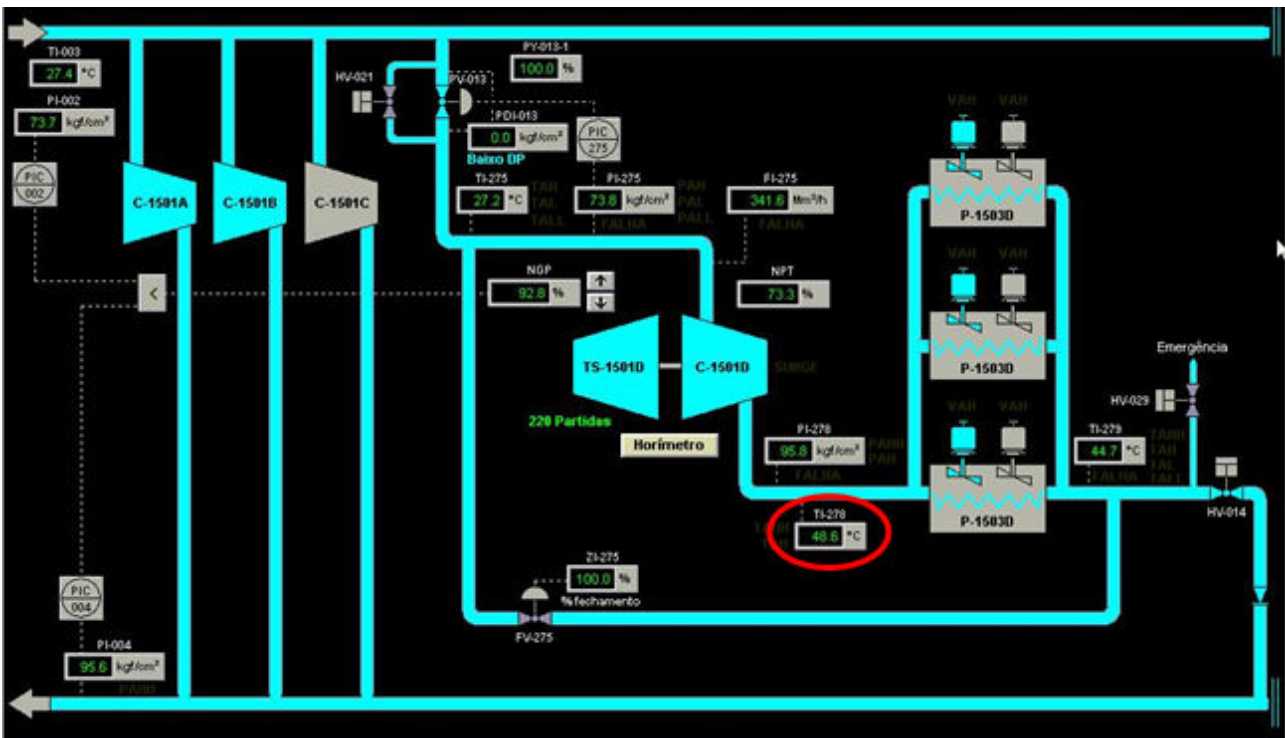 TI-003
27.4 °C
PI-002
73.7 kgf/cm²
PIC
002
HV-021
PY-013-1
100.0 %
PV-013
PDI-013
0.0 kgf/cm²
Baixo DP
PIC
275
C-1501A
C-1501B
C-1501C
TI-275
27.2 °C
TAH
TAL
TALL
PI-275
73.8 kgf/cm²
FALHA
PAH
PAL
PALL
FI-275
341.6 Mm³/h
FALHA
VAH VAH
P-1503D
<
NGP
92.8 %
NPT
73.3 %
VAH VAH
P-1503D
TS-1501D
C-1501D
SURGE
220 Partidas
Horímetro
Emergência
HV-029
VAH VAH
P-1503D
PI-278
95.8 kgf/cm²
PAHH
PAH
FALHA
TI-279
44.7 °C
TAHH
TAH
TAL
TALL
FALHA
HV-014
TI-278
48.6 °C
TAHH
TAH
ZI-275
100.0 %
% fechamento
FV-275
PIC
004
PI-004
95.6 kgf/cm²
PAHH